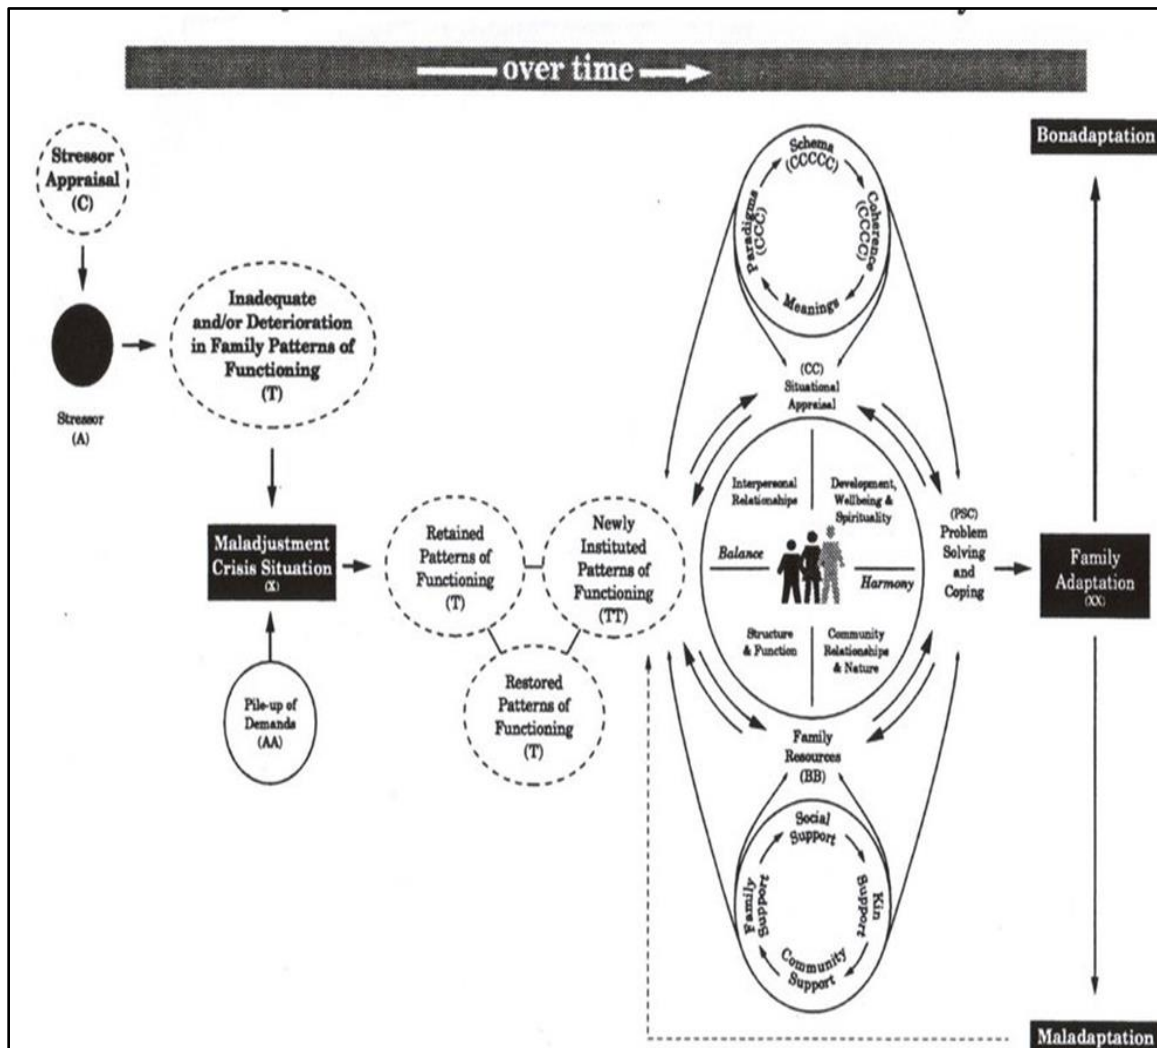 over time
Stressor
Appraisal
(C)
Stressor
(A)
Inadequate
and/or Deterioration
in Family Patterns of
Functioning
(T)
Maladjustment
Crisis Situation
(X)
Pile-up of
Demands
(AA)
Retained
Patterns of
Functioning
(T)
Newly
Instituted
Patterns of
Functioning
(TT)
Restored
Patterns of
Functioning
(T)
Schema
(CCCCC)
Coherence
(CCCC)
Meanings
Paradigms
(CCC)
(CC)
Situational
Appraisal
Interpersonal
Relationships
Development,
Wellbeing &
Spirituality
Balance
Harmony
Structure
& Function
Community
Relationships
& Nature
(PSC)
Problem
Solving
and
Coping
Family
Resources
(BB)
Social
Support
Kin
Support
Community
Support
Family
Support
Bonadaptation
Family
Adaptation
(XX)
Maladaptation